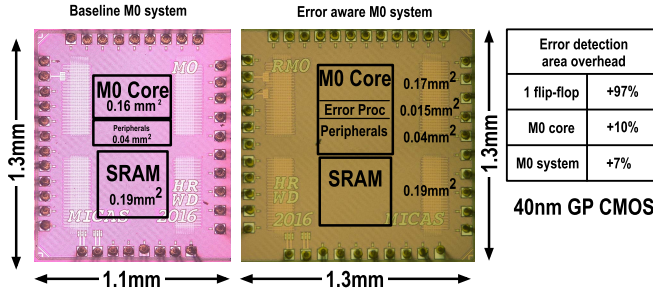 Baseline M0 system
Error aware M0 system
1.3mm
MO
M0 Core
0.16 mm²
Peripherals
0.04 mm²
SRAM
0.19mm²
HR
WD
MICAS 2016
1.1mm
RMO
M0 Core
0.17mm²
Error Proc
0.015mm²
Peripherals
0.04mm²
SRAM
0.19mm²
HR
WD
2016 MICAS
1.3mm
1.3mm
Error detection
area overhead
1 flip-flop +97%
M0 core +10%
M0 system +7%
40nm GP CMOS